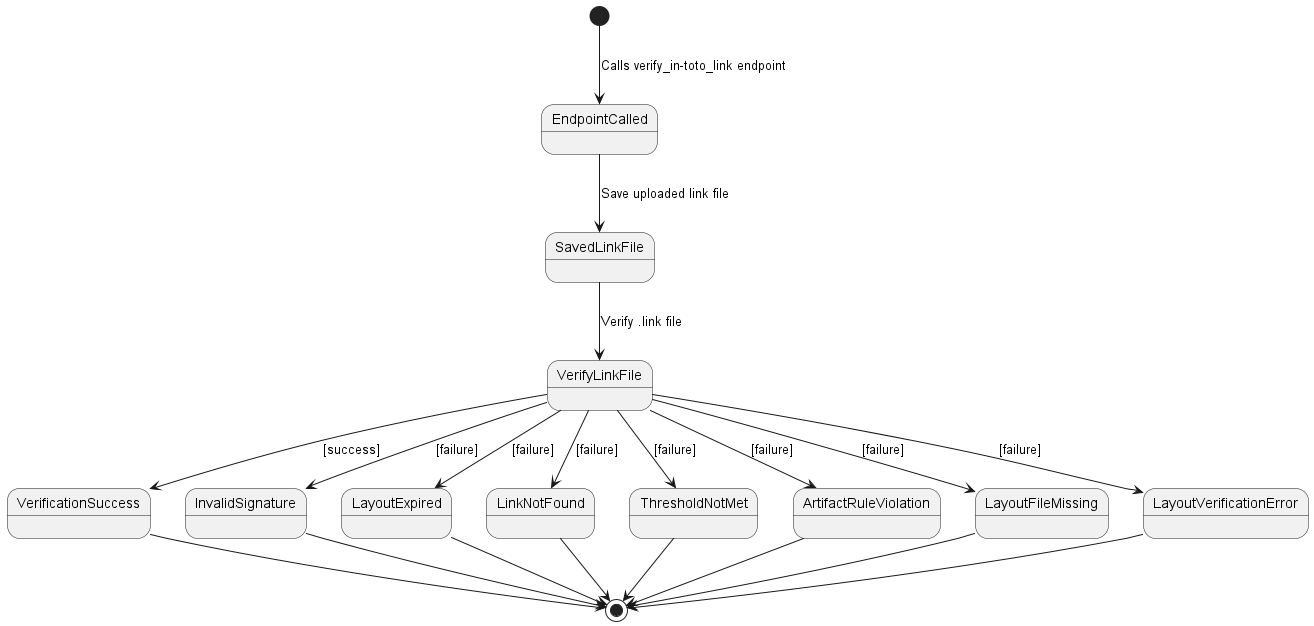 Calls verify_in-toto_link endpoint
EndpointCalled
Save uploaded link file
SavedLinkFile
Verify .link file
VerifyLinkFile
[success]
[failure]
[failure]
[failure]
[failure]
[failure]
[failure]
[failure]
VerificationSuccess
InvalidSignature
LayoutExpired
LinkNotFound
ThresholdNotMet
ArtifactRuleViolation
LayoutFileMissing
LayoutVerificationError